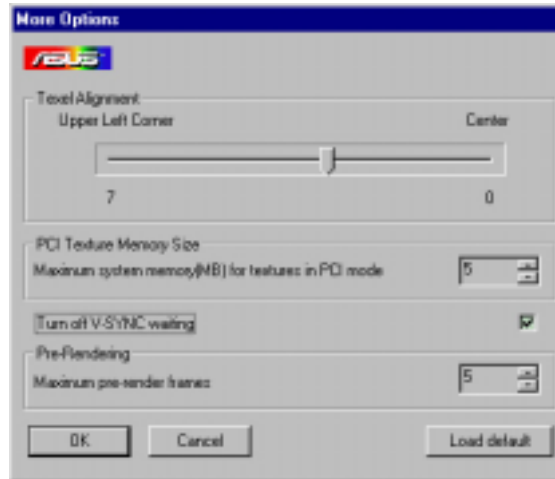 More Options
ASUS
Texel Alignment
Upper Left Corner Center
7 0
PCI Texture Memory Size
Maximum system memory(MB) for textures in PCI mode 5
Turn off V-SYNC waiting
Pre-Rendering
Maximum pre-render frames 5
OK Cancel Load default